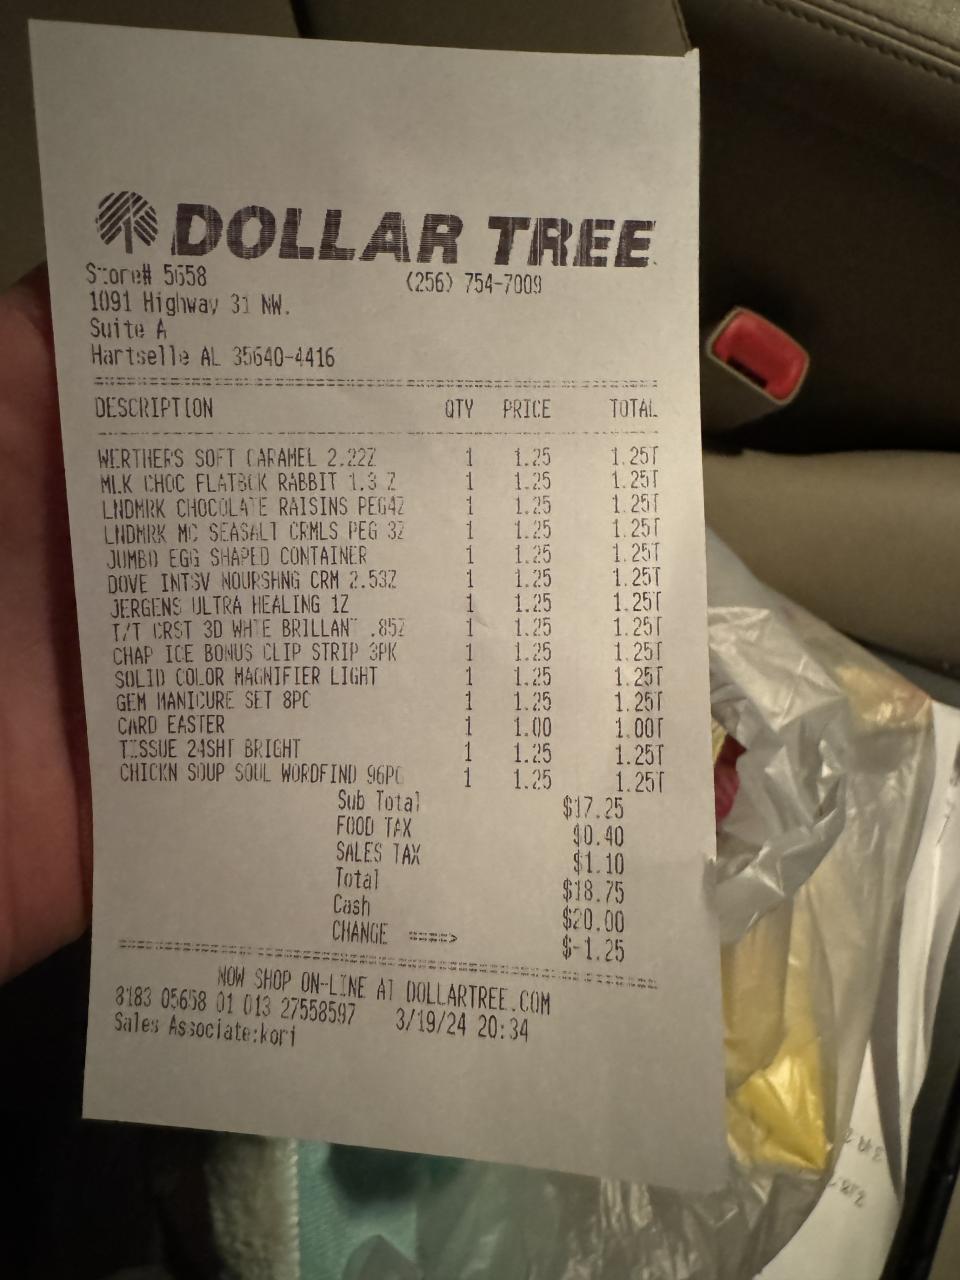 DOLLAR TREE
Store# 5658 (256) 754-7009
1091 Highway 31 NW.
Suite A
Hartselle AL 35640-4416
DESCRIPTION QTY PRICE TOTAL
WERTHERS SOFT CARAMEL 2.22Z 1 1.25 1.25T
MLK CHOC FLATBCK RABBIT 1.3 Z 1 1.25 1.25T
LNDMRK CHOCOLATE RAISINS PEG4Z 1 1.25 1.25T
LNDMRK MC SEASALT CRMLS PEG 3Z 1 1.25 1.25T
JUMBO EGG SHAPED CONTAINER 1 1.25 1.25T
DOVE INTSV NOURSHNG CRM 2.53Z 1 1.25 1.25T
JERGENS ULTRA HEALING 1Z 1 1.25 1.25T
T/T CRST 3D WHTE BRILLANT .85Z 1 1.25 1.25T
CHAP ICE BONUS CLIP STRIP 3PK 1 1.25 1.25T
SOLID COLOR MAGNIFIER LIGHT 1 1.25 1.25T
GEM MANICURE SET 8PC 1 1.25 1.25T
CARD EASTER 1 1.00 1.00T
TISSUE 24SHT BRIGHT 1 1.25 1.25T
CHICKN SOUP SOUL WORDFIND 96PG 1 1.25 1.25T
Sub Total $17.25
FOOD TAX $0.40
SALES TAX $1.10
Total $18.75
Cash $20.00
CHANGE ====> $-1.25
NOW SHOP ON-LINE AT DOLLARTREE.COM
8183 05658 01 013 27558597 3/19/24 20:34
Sales Associate:kori